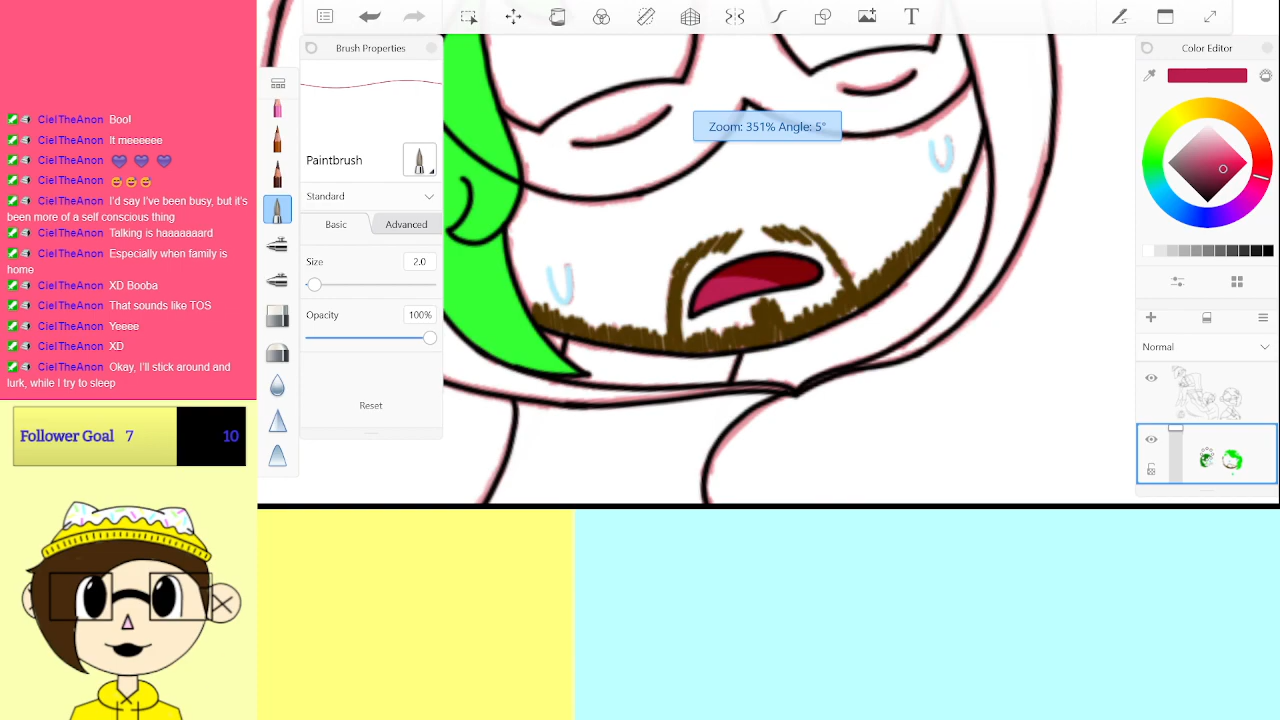 CielTheAnon Boo!
CielTheAnon It meeeeee
CielTheAnon
CielTheAnon
CielTheAnon I'd say I've been busy, but it's
been more of a self conscious thing
CielTheAnon Talking is haaaaaaard
CielTheAnon Especially when family is
home
CielTheAnon XD Booba
CielTheAnon That sounds like TOS
CielTheAnon Yeeee
CielTheAnon XD
CielTheAnon Okay, I'll stick around and
lurk, while I try to sleep
Follower Goal 7 10
Brush Properties
Paintbrush
Standard
Basic Advanced
Size 2.0
Opacity 100%
Reset
T
Zoom: 351% Angle: 5°
Color Editor
Normal